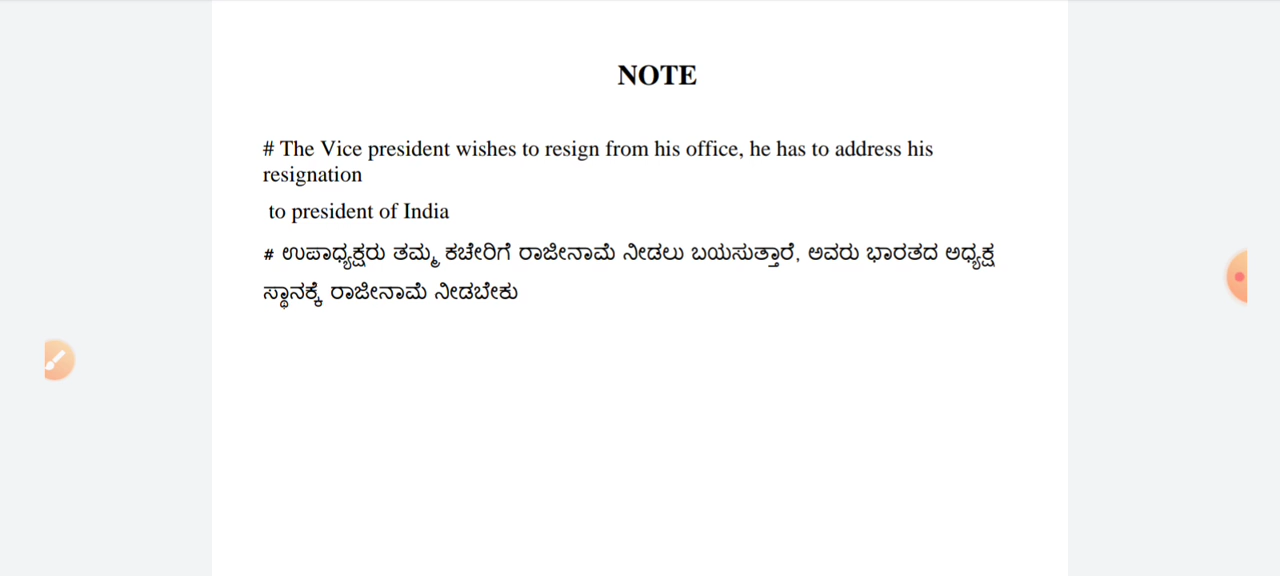 NOTE
# The Vice president wishes to resign from his office, he has to address his
resignation
to president of India
# ಉಪಾಧ್ಯಕ್ಷರು ತಮ್ಮ ಕಚೇರಿಗೆ ರಾಜೀನಾಮೆ ನೀಡಲು ಬಯಸುತ್ತಾರೆ, ಅವರು ಭಾರತದ ಅಧ್ಯಕ್ಷ
ಸ್ಥಾನಕ್ಕೆ ರಾಜೀನಾಮೆ ನೀಡಬೇಕು